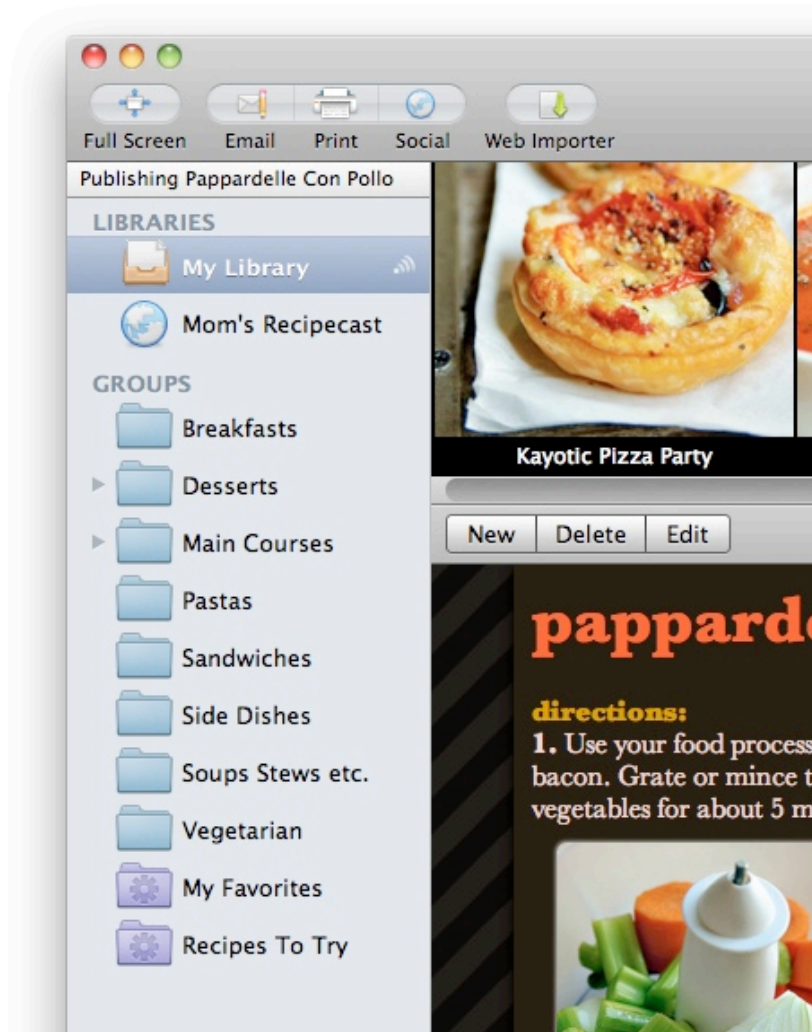 Full Screen Email Print Social Web Importer
Publishing Pappardelle Con Pollo
LIBRARIES
My Library
Mom's Recipecast
GROUPS
Breakfasts
Desserts
Main Courses
Pastas
Sandwiches
Side Dishes
Soups Stews etc.
Vegetarian
My Favorites
Recipes To Try
Kayotic Pizza Party
New Delete Edit
pappard
directions:
1. Use your food process
bacon. Grate or mince t
vegetables for about 5 m